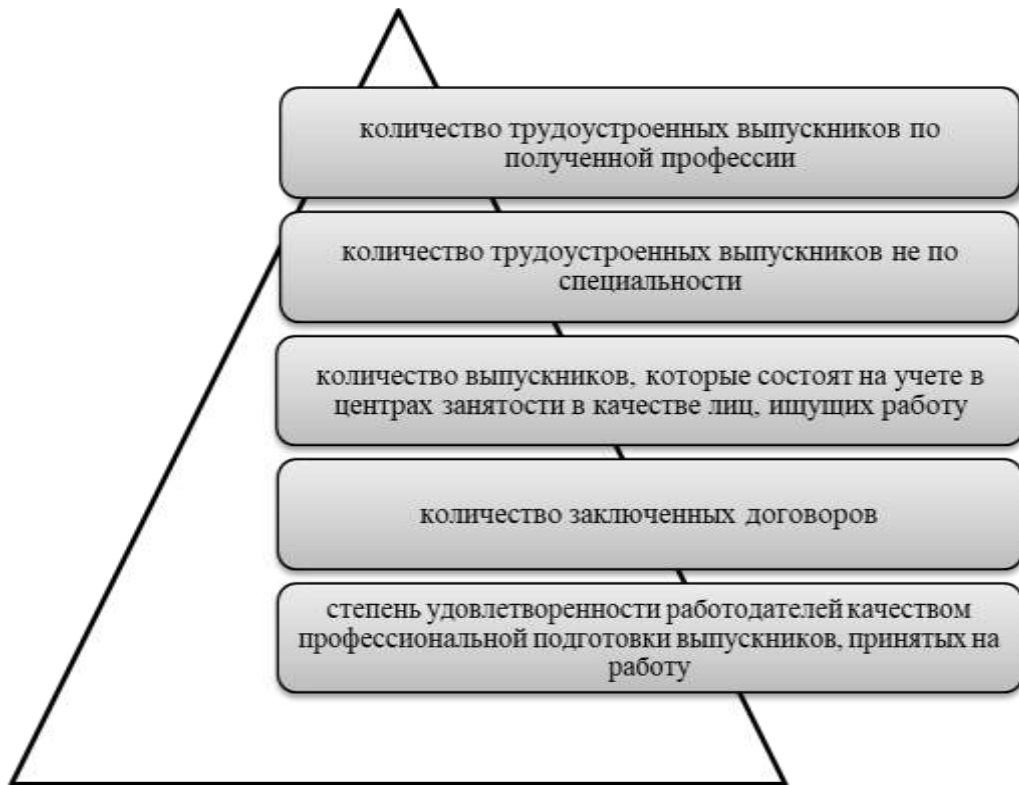 количество трудоустроенных выпускников по
полученной профессии
количество трудоустроенных выпускников не по
специальности
количество выпускников, которые состоят на учете в
центрах занятости в качестве лиц, ищущих работу
количество заключенных договоров
степень удовлетворенности работодателей качеством
профессиональной подготовки выпускников, принятых на
работу